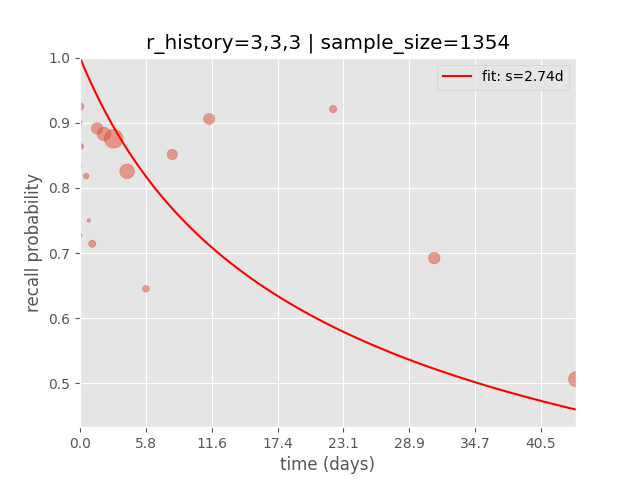 r_history=3,3,3 | sample_size=1354
fit: s=2.74d
recall probability
1.0
0.9
0.8
0.7
0.6
0.5
0.0 5.8 11.6 17.4 23.1 28.9 34.7 40.5
time (days)